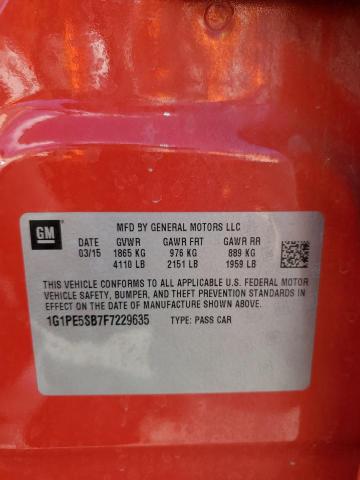 GM
MFD BY GENERAL MOTORS LLC
DATE GVWR GAWR FRT GAWR RR
03/15 1865 KG 976 KG 889 KG
4110 LB 2151 LB 1959 LB
THIS VEHICLE CONFORMS TO ALL APPLICABLE U.S. FEDERAL MOTOR
VEHICLE SAFETY, BUMPER, AND THEFT PREVENTION STANDARDS IN
EFFECT ON THE DATE OF MANUFACTURE SHOWN ABOVE.
1G1PE5SB7F7229635 TYPE: PASS CAR